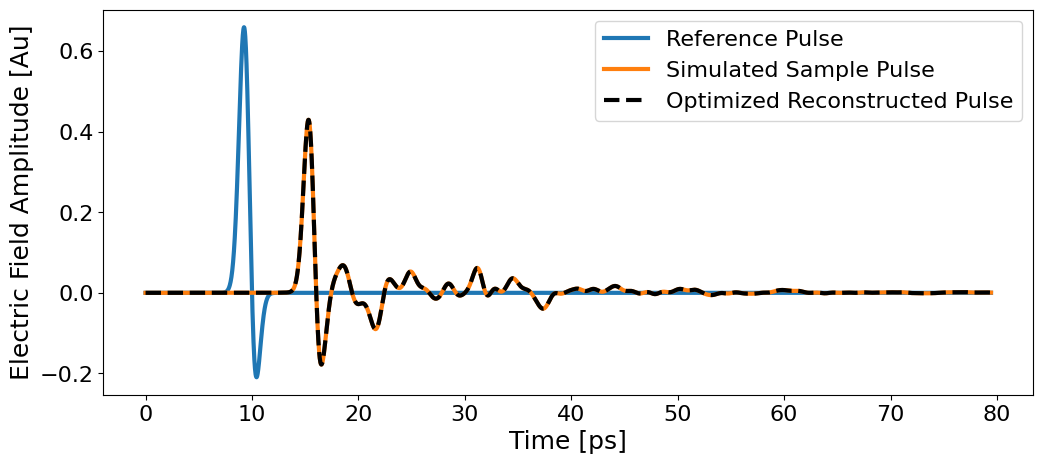 Reference Pulse
Simulated Sample Pulse
Optimized Reconstructed Pulse
Electric Field Amplitude [Au]
0.6
0.4
0.2
0.0
−0.2
0 10 20 30 40 50 60 70 80
Time [ps]